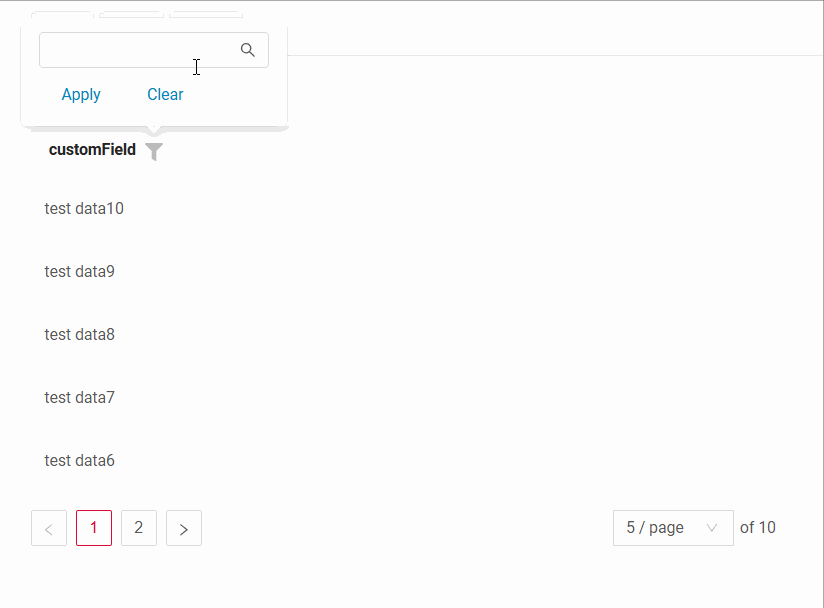 Apply Clear
customField
test data10
test data9
test data8
test data7
test data6
< 1 2 > 5 / page of 10